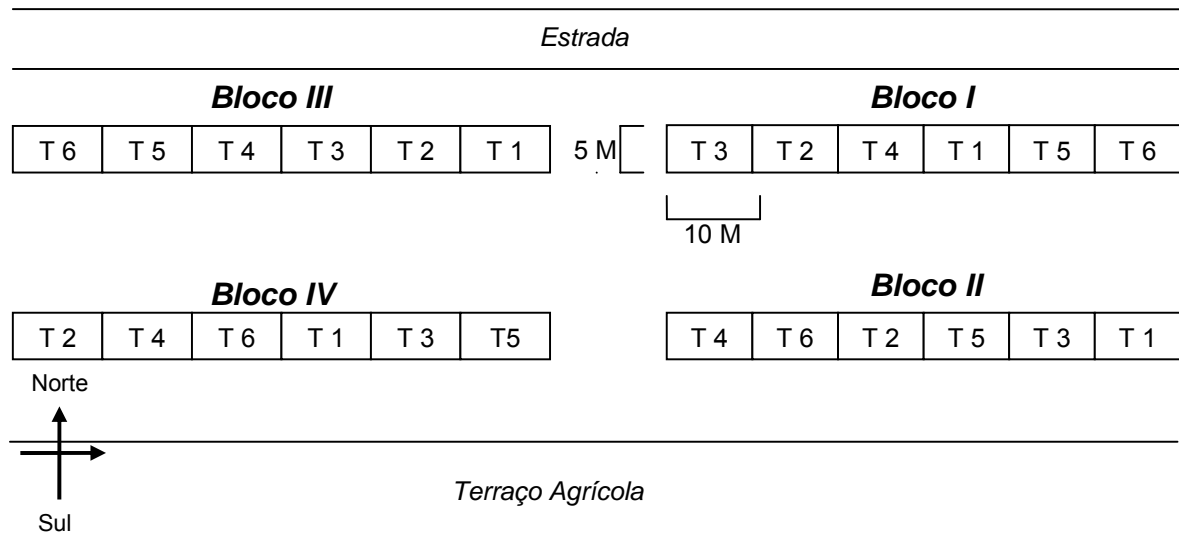 Estrada
Bloco III Bloco I
T 6 T 5 T 4 T 3 T 2 T 1 5 M T 3 T 2 T 4 T 1 T 5 T 6
10 M
Bloco IV Bloco II
T 2 T 4 T 6 T 1 T 3 T5 T 4 T 6 T 2 T 5 T 3 T 1
Norte
Terraço Agrícola
Sul